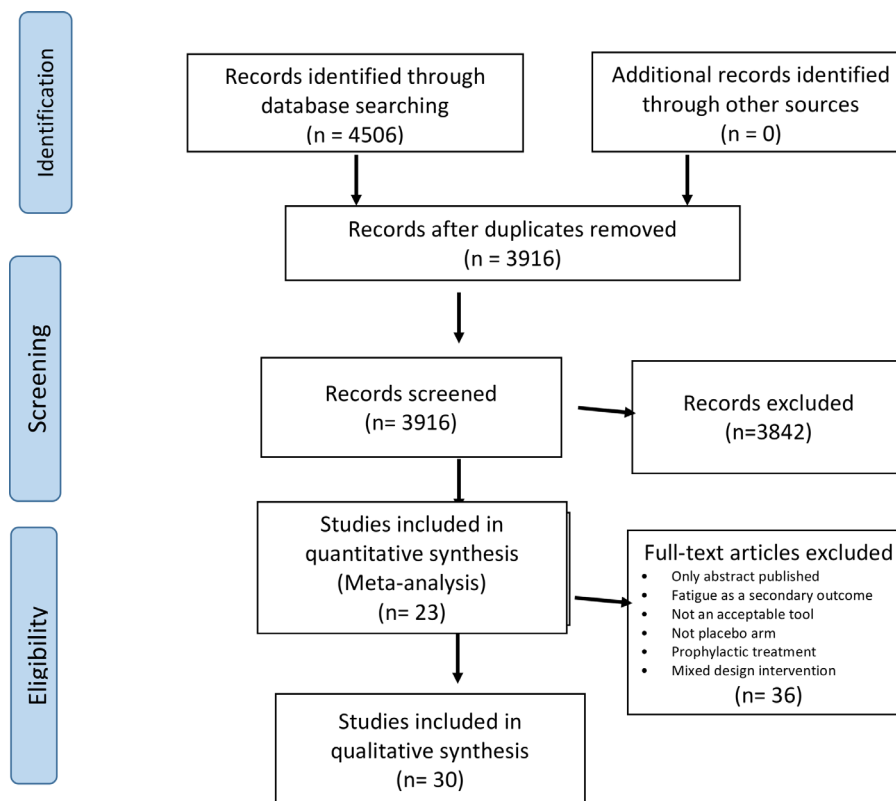 Identification
Records identified through
database searching
(n = 4506)
Additional records identified
through other sources
(n = 0)
Records after duplicates removed
(n = 3916)
Screening
Records screened
(n= 3916)
Records excluded
(n=3842)
Eligibility
Studies included in
quantitative synthesis
(Meta-analysis)
(n= 23)
Full-text articles excluded
• Only abstract published
• Fatigue as a secondary outcome
• Not an acceptable tool
• Not placebo arm
• Prophylactic treatment
• Mixed design intervention
(n= 36)
Studies included in
qualitative synthesis
(n= 30)